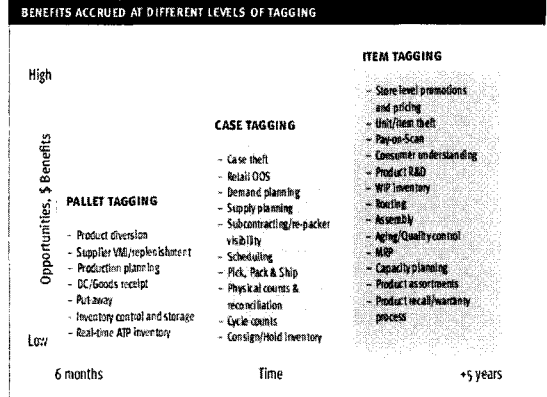 BENEFITS ACCRUED AT DIFFERENT LEVELS OF TAGGING
High
Opportunities, $ Benefits
Low
PALLET TAGGING
- Product diversion
- Supplier VMI/replenishment
- Production planning
- DC/Goods receipt
- Put away
- Inventory control and storage
- Real-time ATP inventory
CASE TAGGING
- Case theft
- Retail OOS
- Demand planning
- Supply planning
- Subcontracting/re-packer
visibility
- Scheduling
- Pick, Pack & Ship
- Physical counts &
reconciliation
- Cycle counts
- Consign/Hold inventory
ITEM TAGGING
- Store level promotions
and pricing
- Unit/item theft
- Pay-on-Scan
- Consumer understanding
- Product R&D
- WIP inventory
- Routing
- Assembly
- Aging/Quality control
- MRP
- Capacity planning
- Product assortments
- Product recall/warranty
process
6 months
Time
+5 years